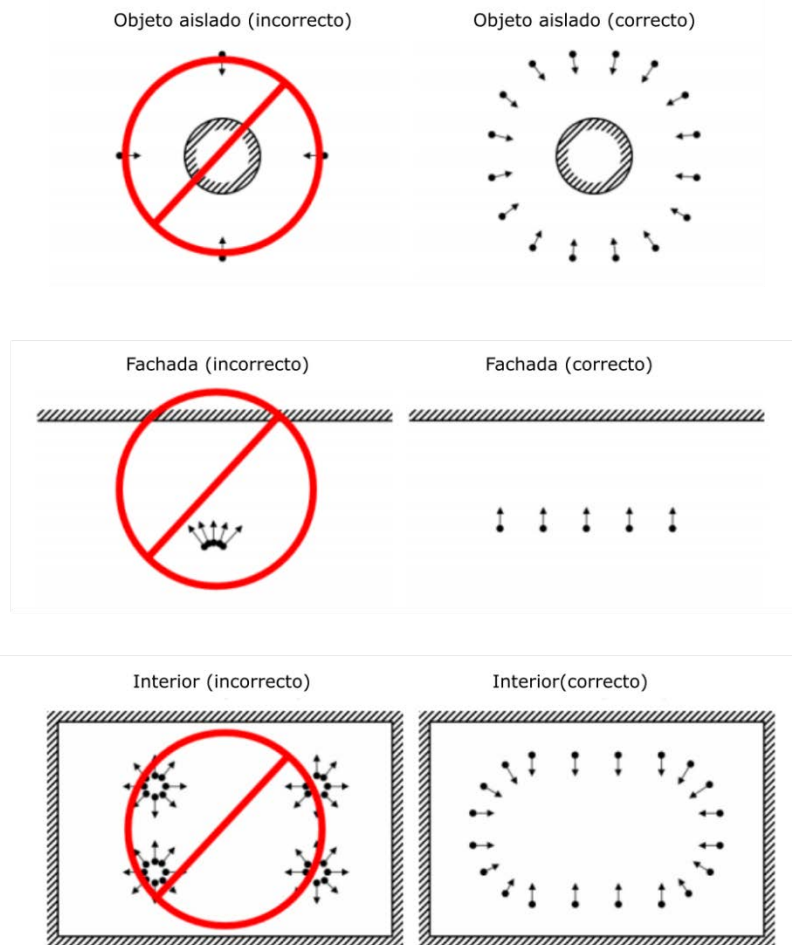 Objeto aislado (incorrecto)
Objeto aislado (correcto)
Fachada (incorrecto)
Fachada (correcto)
Interior (incorrecto)
Interior(correcto)